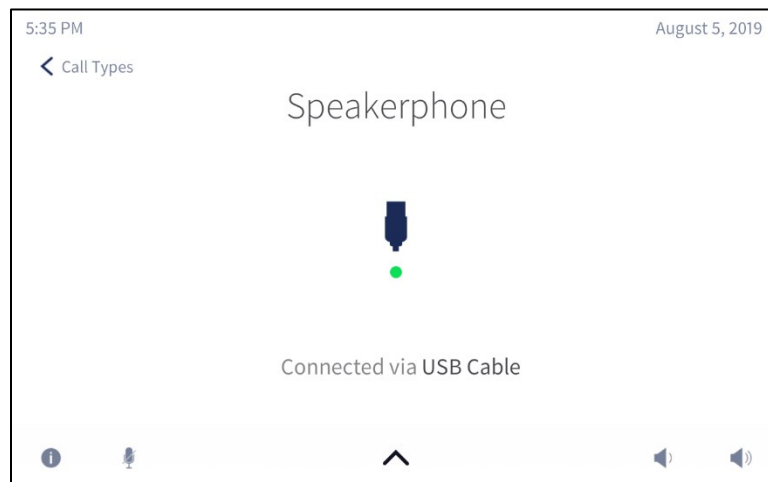 5:35 PM
August 5, 2019
Call Types
Speakerphone
Connected via USB Cable